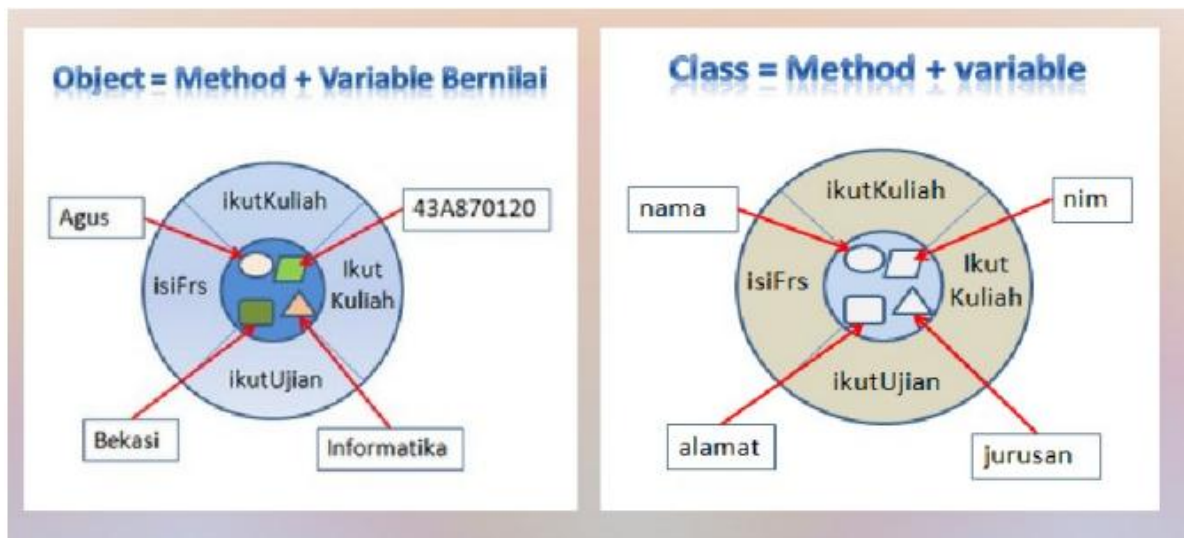 Object = Method + Variable Bernilai
Agus
ikutKuliah
43A870120
isiFrs
Ikut
Kuliah
ikutUjian
Bekasi
Informatika
Class = Method + variable
nama
ikutKuliah
nim
isiFrs
Ikut
Kuliah
ikutUjian
alamat
jurusan